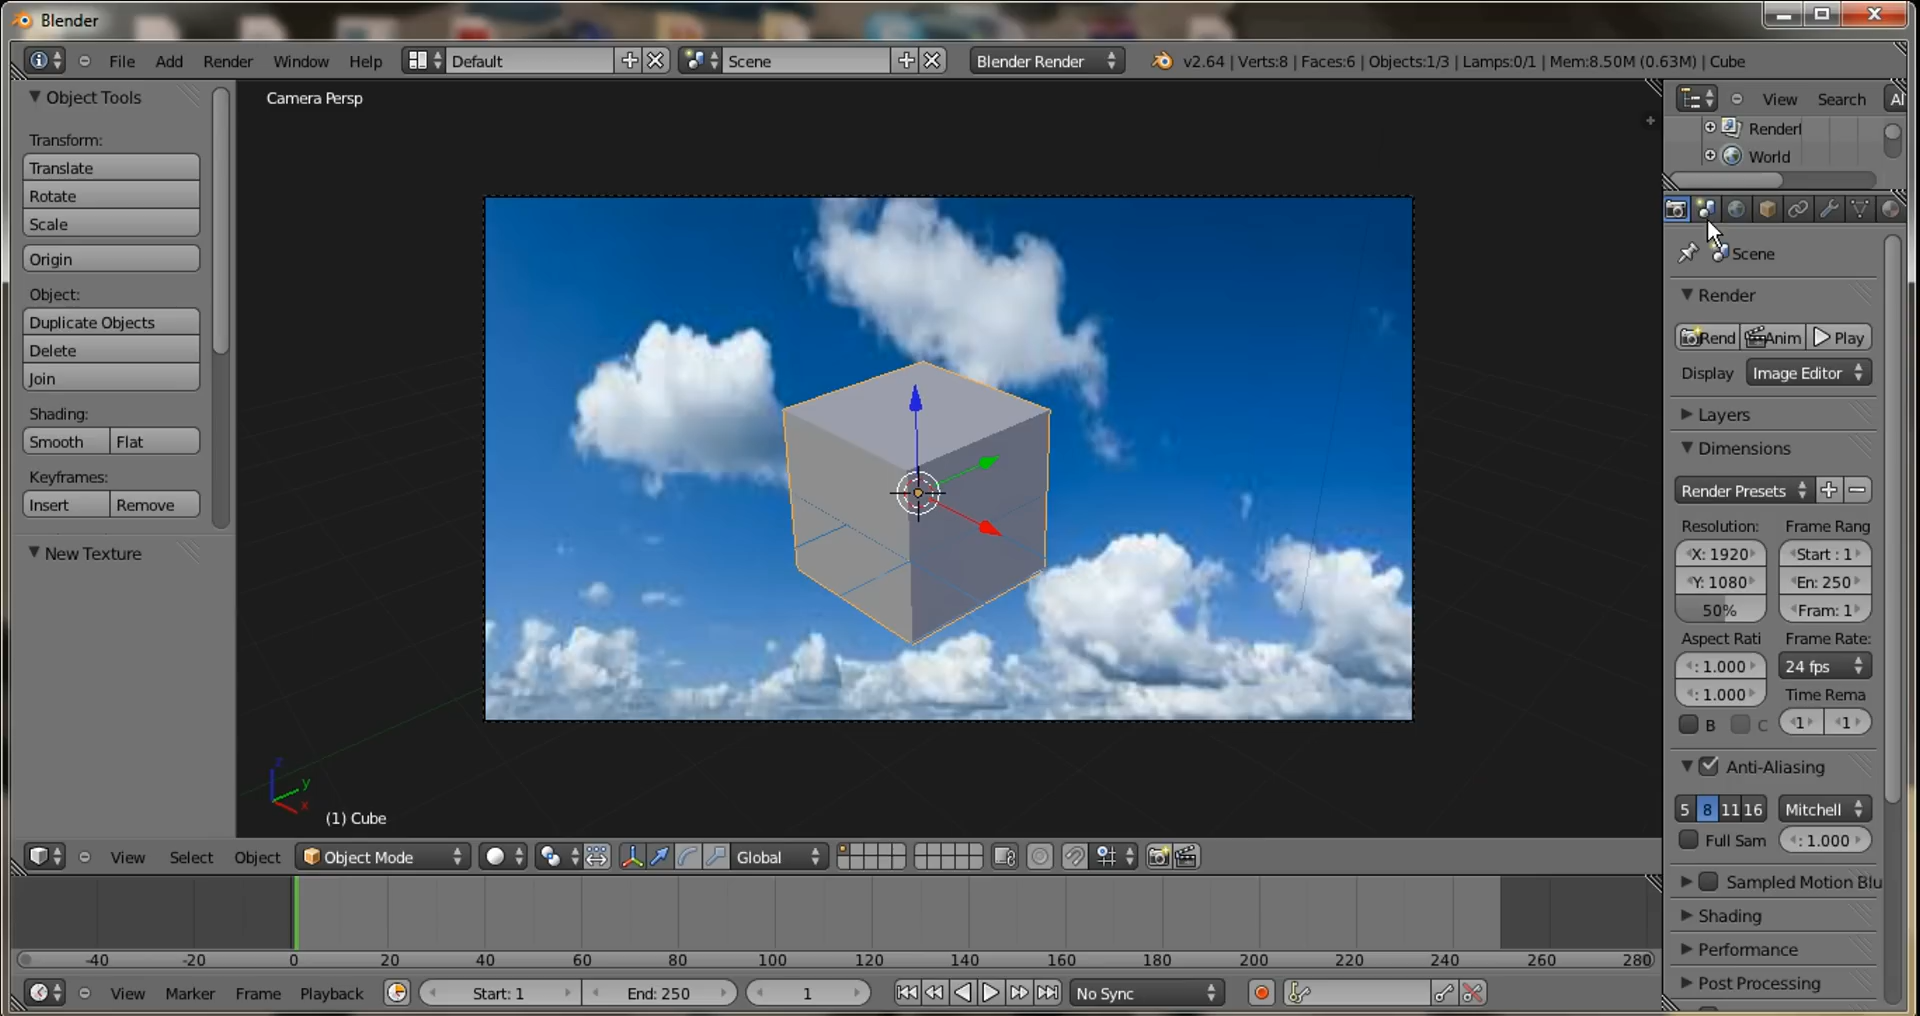 Blender
File Add Render Window Help Default Scene Blender Render v2.64 | Verts:8 | Faces:6 | Objects:1/3 | Lamps:0/1 | Mem:8.50M (0.63M) | Cube
Object Tools
Transform:
Translate
Rotate
Scale
Origin
Object:
Duplicate Objects
Delete
Join
Shading:
Smooth Flat
Keyframes:
Insert Remove
New Texture
Camera Persp
z
y
x
(1) Cube
View Search Al
Renderl
World
Scene
Render
Rend Anim Play
Display Image Editor
Layers
Dimensions
Render Presets
Resolution: Frame Rang
X: 1920 Start : 1
Y: 1080 En: 250
50% Fram: 1
Aspect Rati Frame Rate:
: 1.000 24 fps
: 1.000 Time Rema
B C 1 1
Anti-Aliasing
5 8 11 16 Mitchell
Full Sam : 1.000
Sampled Motion Blu
Shading
Performance
Post Processing
View Select Object Object Mode Global
-40 -20 0 20 40 60 80 100 120 140 160 180 200 220 240 260 280
View Marker Frame Playback Start: 1 End: 250 1 No Sync